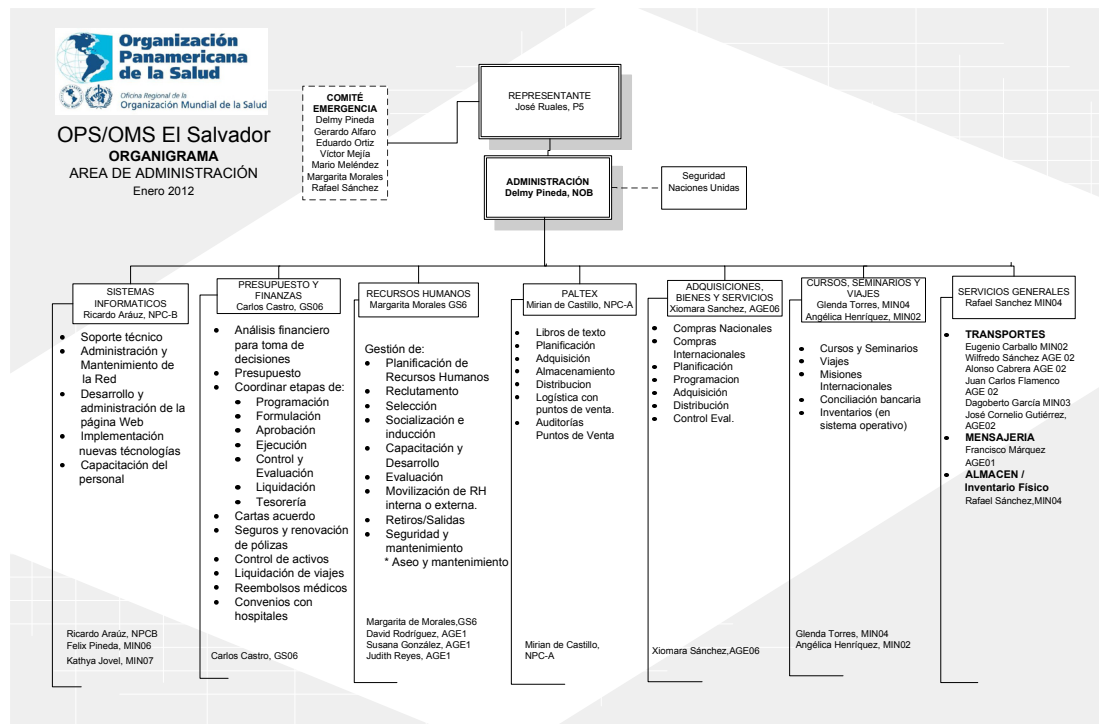 Organización
Panamericana
de la Salud
Oficina Regional de la
Organización Mundial de la Salud
OPS/OMS El Salvador
ORGANIGRAMA
AREA DE ADMINISTRACIÓN
Enero 2012
COMITÉ
EMERGENCIA
Delmy Pineda
Gerardo Alfaro
Eduardo Ortiz
Víctor Mejía
Mario Meléndez
Margarita Morales
Rafael Sánchez
REPRESENTANTE
José Ruales, P5
ADMINISTRACIÓN
Delmy Pineda, NOB
Seguridad
Naciones Unidas
SISTEMAS
INFORMATICOS
Ricardo Aráuz, NPC-B
• Soporte técnico
• Administración y
Mantenimiento de
la Red
• Desarrollo y
administración de la
página Web
• Implementación
nuevas técnologías
• Capacitación del
personal
Ricardo Araúz, NPCB
Felix Pineda, MIN06
Kathya Jovel, MIN07
PRESUPUESTO Y
FINANZAS
Carlos Castro, GS06
• Análisis financiero
para toma de
decisiones
• Presupuesto
• Coordinar etapas de:
• Programación
• Formulación
• Aprobación
• Ejecución
• Control y
Evaluación
• Liquidación
• Tesorería
• Cartas acuerdo
• Seguros y renovación
de pólizas
• Control de activos
• Liquidación de viajes
• Reembolsos médicos
• Convenios con
hospitales
Carlos Castro, GS06
RECURSOS HUMANOS
Margarita Morales GS6
Gestión de:
• Planificación de
Recursos Humanos
• Reclutamento
• Selección
• Socialización e
inducción
• Capacitación y
Desarrollo
• Evaluación
• Movilización de RH
interna o externa.
• Retiros/Salidas
• Seguridad y
mantenimiento
* Aseo y mantenimiento
Margarita de Morales,GS6
David Rodríguez, AGE1
Susana González, AGE1
Judith Reyes, AGE1
PALTEX
Mirian de Castillo, NPC-A
• Libros de texto
• Planificación
• Adquisición
• Almacenamiento
• Distribucion
• Logística con
puntos de venta.
• Auditorías
Puntos de Venta
Mirian de Castillo,
NPC-A
ADQUISICIONES,
BIENES Y SERVICIOS
Xiomara Sanchez, AGE06
• Compras Nacionales
• Compras
Internacionales
• Planificación
• Programacion
• Adquisición
• Distribución
• Control Eval.
Xiomara Sánchez,AGE06
CURSOS, SEMINARIOS Y
VIAJES
Glenda Torres, MIN04
Angélica Henríquez, MIN02
• Cursos y Seminarios
• Viajes
• Misiones
Internacionales
• Conciliación bancaria
• Inventarios (en
sistema operativo)
Glenda Torres, MIN04
Angélica Henríquez, MIN02
SERVICIOS GENERALES
Rafael Sanchez MIN04
• TRANSPORTES
Eugenio Carballo MIN02
Wilfredo Sánchez AGE 02
Alonso Cabrera AGE 02
Juan Carlos Flamenco
AGE 02
Dagoberto García MIN03
José Cornelio Gutiérrez,
AGE02
• MENSAJERIA
Francisco Márquez
AGE01
• ALMACEN /
Inventario Físico
Rafael Sánchez,MIN04